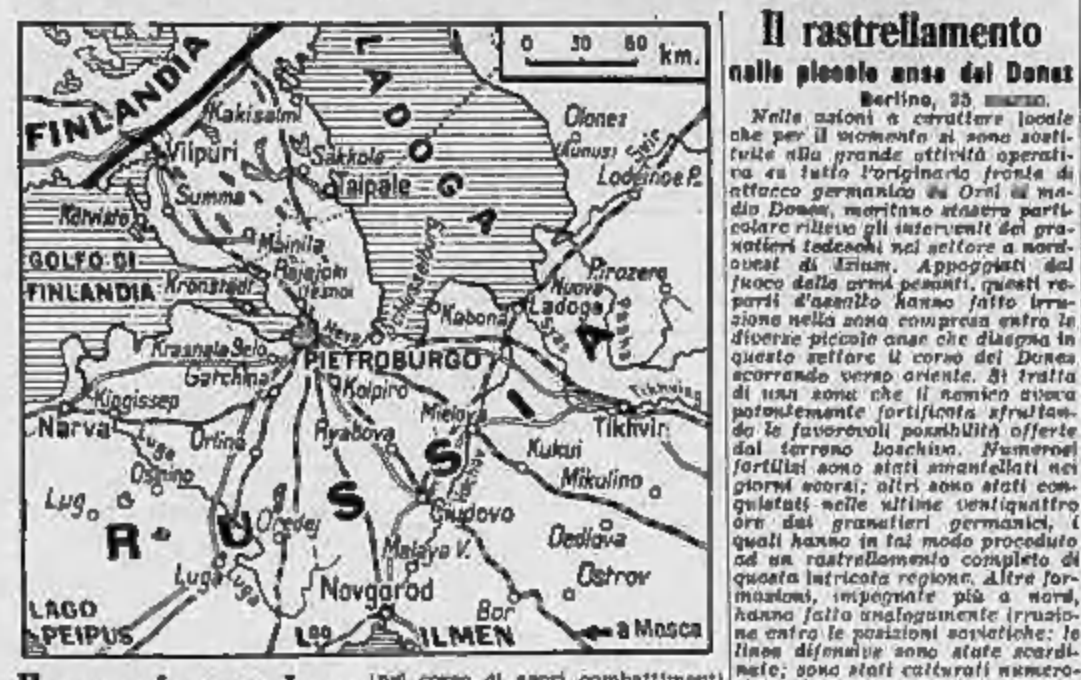 FINLANDIA
LADOGA
0 30 60
km.
Kakisalmi
Vilpuri
Sakkola
Taipale
Summa
Olonez
Mainila
Rajajoki
GOLFO DI
FINLANDIA
Kronstadt
Schlosselburg
Kabona
Nuova
Ladoga
Pirozero
Neva
PIETROBURGO
Krasnoia Selo
Garchina
Kolpiro
Kingissep
Narva
Ryabova
Mielova
Tikhvin
Kukui
Mikulino
Lug
Oredej
Giudovo
Dedlova
Malaya V.
Ostrov
RUSSIA
Luga
Luga
Novgorod
Bor
LAGO
PEIPUS
Lgo ILMEN
a Mosca
Il rastrellamento
nelle piccole anse del Donez
Berlino, 25
Nelle azioni a carattere locale
che per il momento si sono sosti-
tuite alla grande attività operati-
va su tutto l'originario fronte di
attacco germanico da Orel al me-
dio Donez, meritano stasera parti-
colare rilievo gli interventi dei gra-
natieri tedeschi nel settore a nord-
ovest di Izium. Appoggiati dal
fuoco delle armi pesanti, questi re-
parti d'assalto hanno fatto irru-
zione nella zona compresa entro le
diverse piccole anse che disegna in
questo settore il corso del Donez
scorrendo verso oriente. Si tratta
di una zona che il nemico aveva
potentemente fortificata sfruttan-
do le favorevoli possibilità offerte
dal terreno boschivo. Numerosi
fortilizi sono stati smantellati nei
giorni scorsi; altri sono stati con-
quistati nelle ultime ventiquattro
ore dai granatieri germanici, i
quali hanno in tal modo proceduto
ad un rastrellamento completo di
questa intricata regione. Altre for-
mazioni, impegnate più a nord,
hanno fatto analogamente irruzio-
ne entro le posizioni sovietiche: le
linee difensive sono state scardi-
nate; sono stati catturati numero-
nel corso di aspri combattimenti